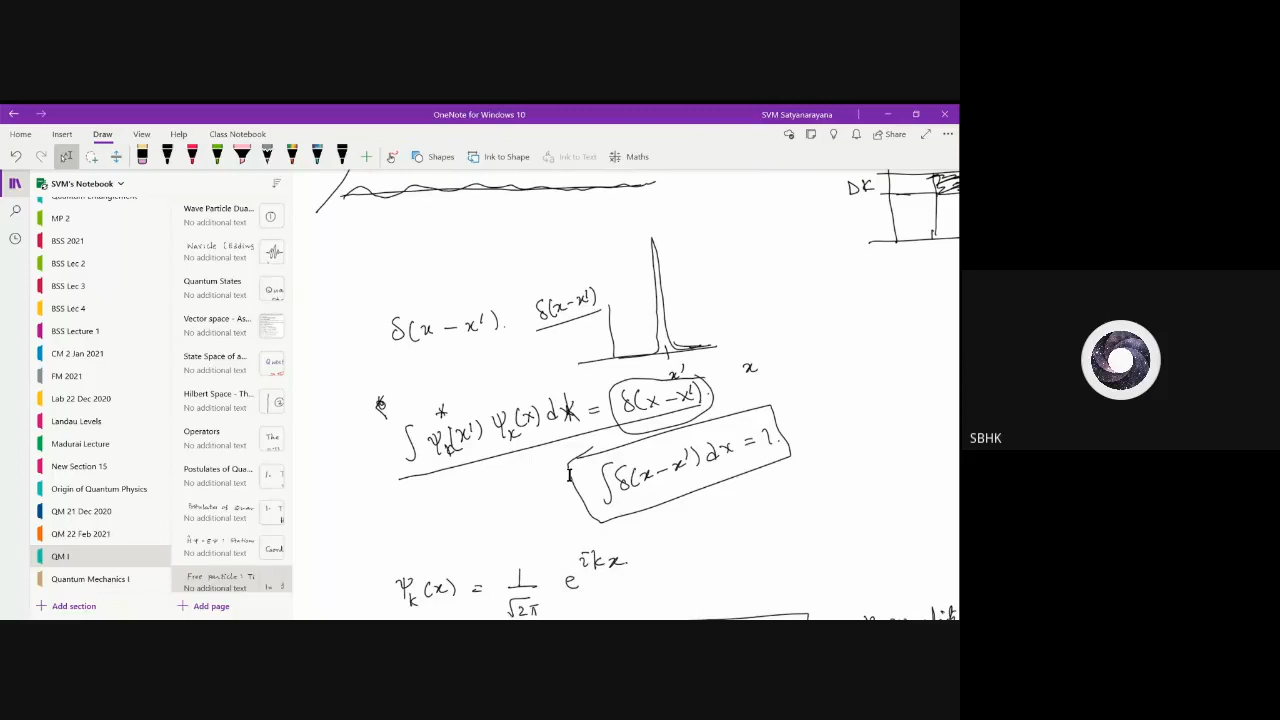 OneNote for Windows 10
SVM Satyanarayana
Home Insert Draw View Help Class Notebook
Share
Shapes
Ink to Shape
Ink to Text
Maths
SVM's Notebook
Quantum Entanglement
MP 2
BSS 2021
BSS Lec 2
BSS Lec 3
BSS Lec 4
BSS Lecture 1
CM 2 Jan 2021
FM 2021
Lab 22 Dec 2020
Landau Levels
Madurai Lecture
New Section 15
Origin of Quantum Physics
QM 21 Dec 2020
QM 22 Feb 2021
QM I
Quantum Mechanics I
Add section
Wave Particle Dua...
No additional text
No additional text
Quantum States
No additional text
Vector space - As...
No additional text
State Space of a...
No additional text
Hilbert Space - Th...
No additional text
Operators
No additional text
Postulates of Qua...
No additional text
Postulates of Quan
No additional text
No additional text
Free particle : Ti
No additional text
Add page
ΔK
δ(x - x').
δ(x-x')
x'
x
∫ ψ*k(x') ψk(x) dk = δ(x-x').
∫ δ(x-x') dx = 1.
ψk(x) = 1/√2π e^ikx.
SBHK